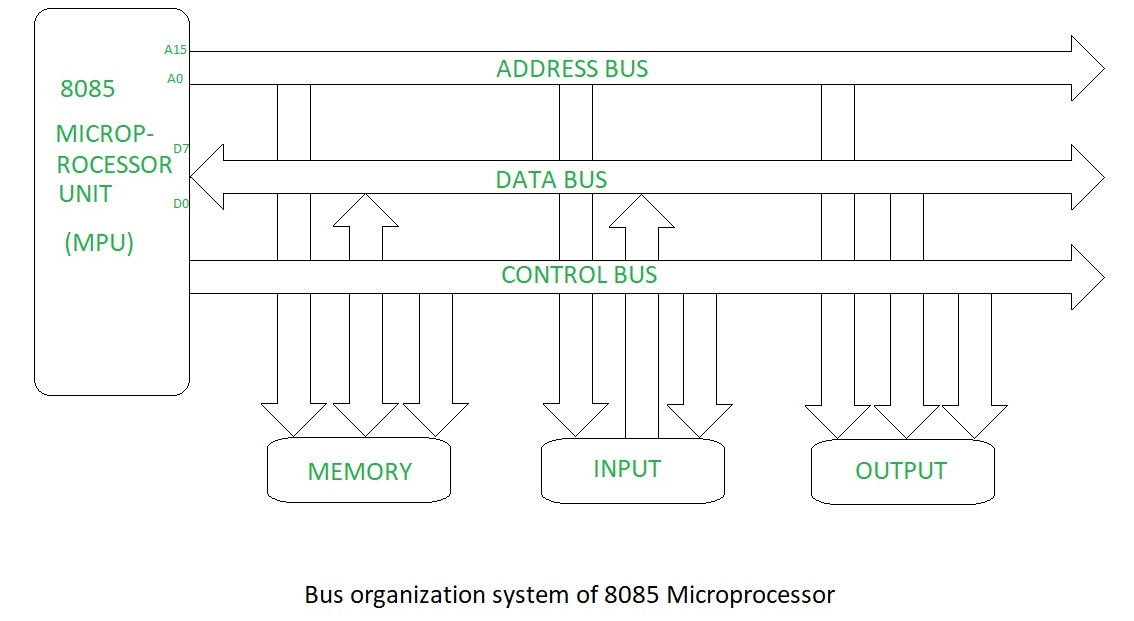 A15
ADDRESS BUS
A0
8085
MICROP-
D7
ROCESSOR
DATA BUS
UNIT
D0
(MPU)
CONTROL BUS
MEMORY
INPUT
OUTPUT
Bus organization system of 8085 Microprocessor